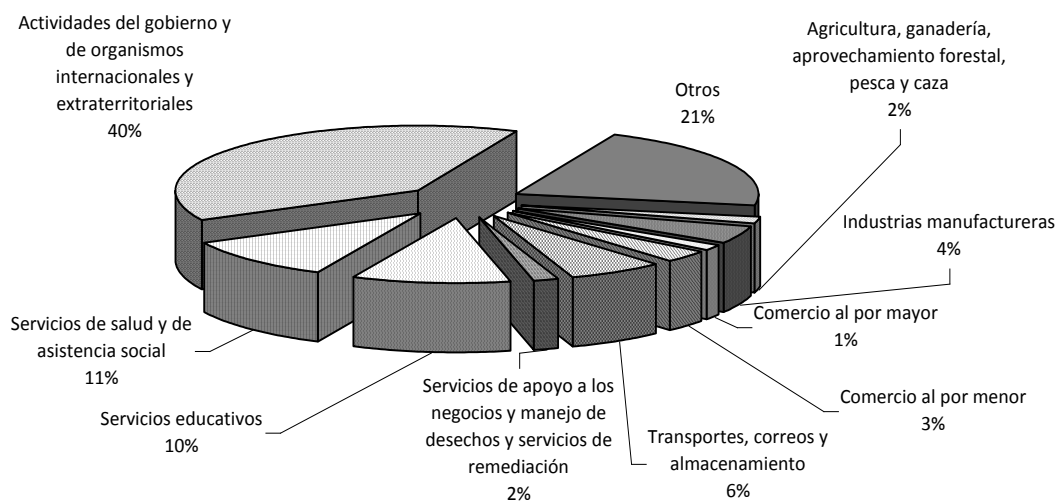 Actividades del gobierno y
de organismos
internacionales y
extraterritoriales
40%
Otros
21%
Agricultura, ganadería,
aprovechamiento forestal,
pesca y caza
2%
Industrias manufactureras
4%
Comercio al por mayor
1%
Comercio al por menor
3%
Transportes, correos y
almacenamiento
6%
Servicios de apoyo a los
negocios y manejo de
desechos y servicios de
remediación
2%
Servicios educativos
10%
Servicios de salud y de
asistencia social
11%